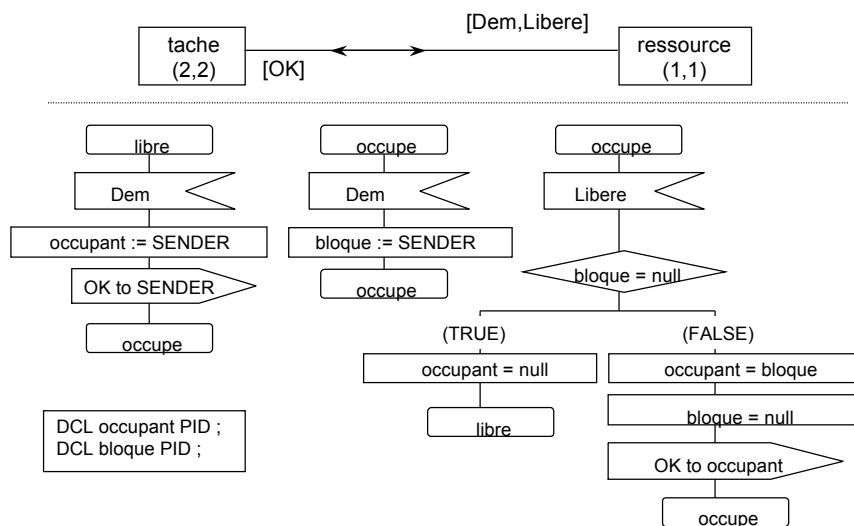 [Dem,Libere]
tache
(2,2)
[OK]
ressource
(1,1)
libre
Dem
occupant := SENDER
OK to SENDER
occupe
occupe
Dem
bloque := SENDER
occupe
occupe
Libere
bloque = null
(TRUE)
occupant = null
libre
(FALSE)
occupant = bloque
bloque = null
OK to occupant
occupe
DCL occupant PID ;
DCL bloque PID ;